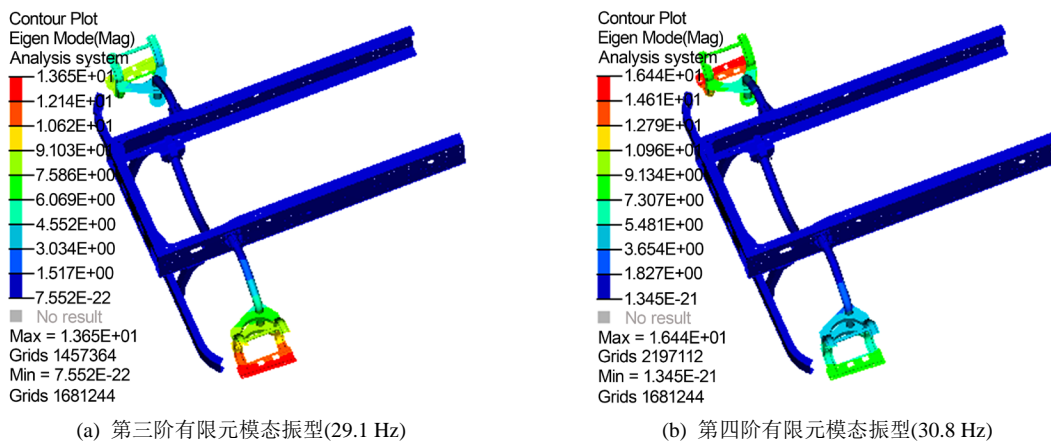 Contour Plot
Eigen Mode(Mag)
Analysis system
1.365E+01
1.214E+01
1.062E+01
9.103E+00
7.586E+00
6.069E+00
4.552E+00
3.034E+00
1.517E+00
7.552E-22
No result
Max = 1.365E+01
Grids 1457364
Min = 7.552E-22
Grids 1681244
(a) 第三阶有限元模态振型(29.1 Hz)
Contour Plot
Eigen Mode(Mag)
Analysis system
1.644E+01
1.461E+01
1.279E+01
1.096E+01
9.134E+00
7.307E+00
5.481E+00
3.654E+00
1.827E+00
1.345E-21
No result
Max = 1.644E+01
Grids 2197112
Min = 1.345E-21
Grids 1681244
(b) 第四阶有限元模态振型(30.8 Hz)